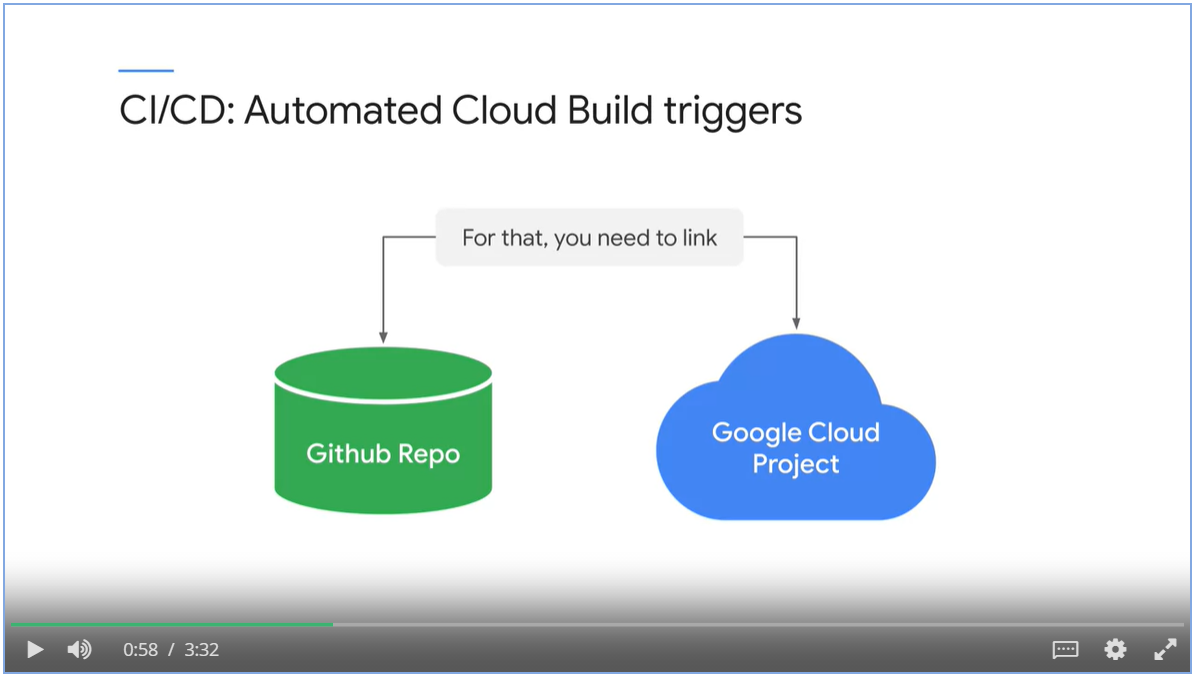 CI/CD: Automated Cloud Build triggers
For that, you need to link
Github Repo
Google Cloud
Project
0:58 / 3:32